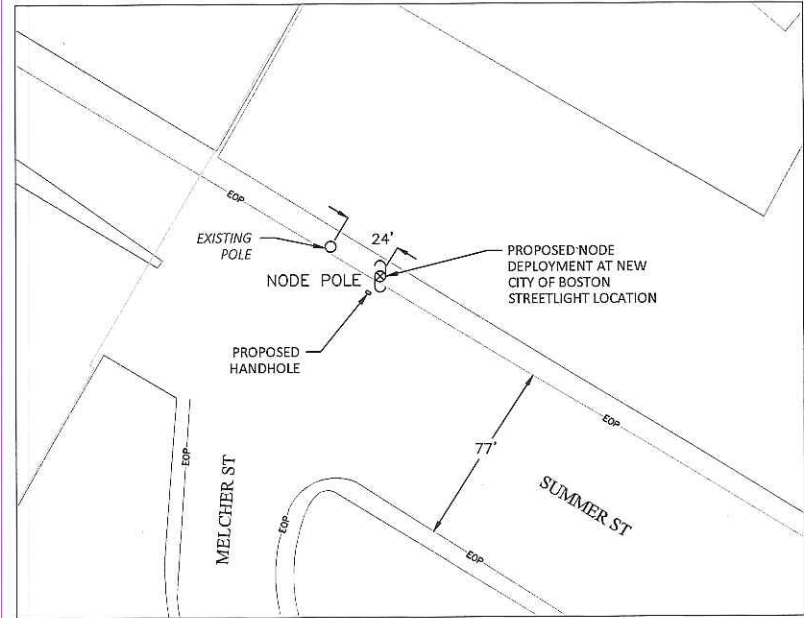 EOP
EXISTING
POLE
24'
NODE POLE
PROPOSED NODE
DEPLOYMENT AT NEW
CITY OF BOSTON
STREETLIGHT LOCATION
PROPOSED
HANDHOLE
EOP
77'
SUMMER ST
MELCHER ST
EOP
EOP
EOP